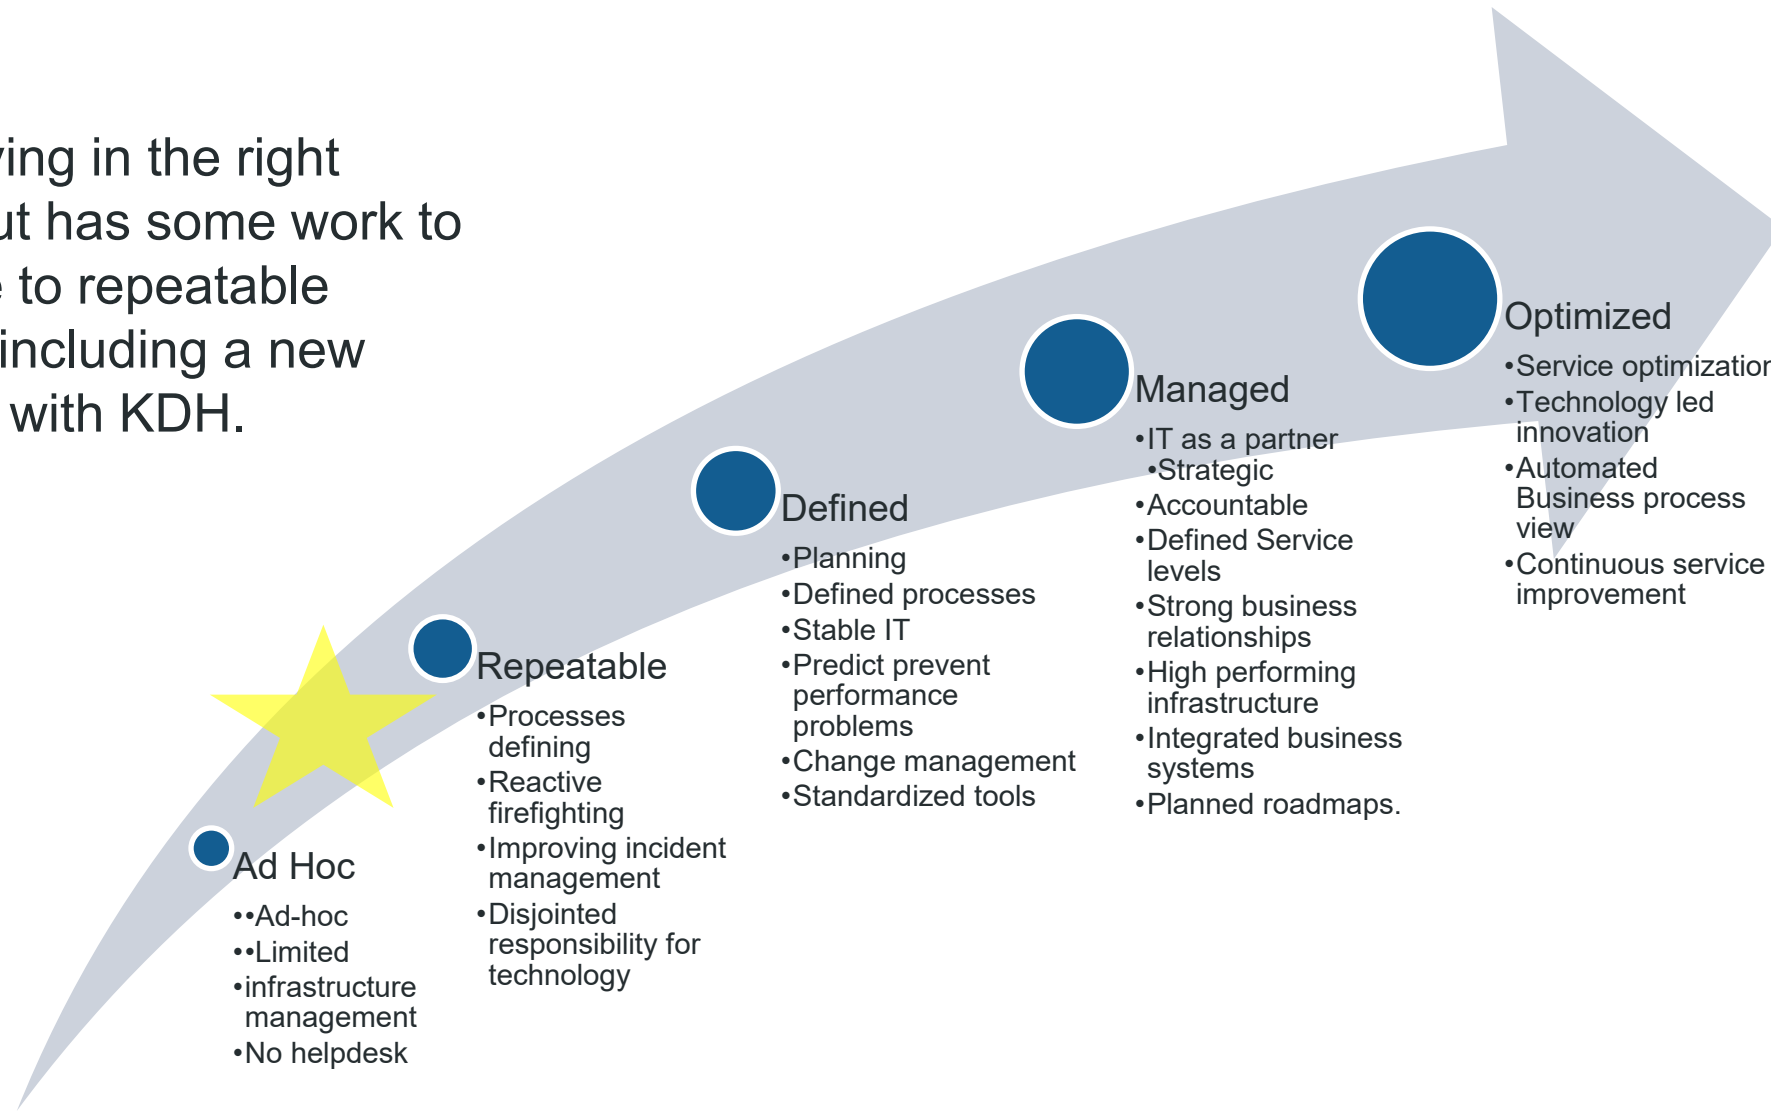 ving in the right
ut has some work to
e to repeatable
including a new
with KDH.
Optimized
•Service optimization
•Technology led
innovation
•Automated
Business process
view
•Continuous service
improvement
Managed
•IT as a partner
•Strategic
•Accountable
•Defined Service
levels
•Strong business
relationships
•High performing
infrastructure
•Integrated business
systems
•Planned roadmaps.
Defined
•Planning
•Defined processes
•Stable IT
•Predict prevent
performance
problems
•Change management
•Standardized tools
Repeatable
•Processes
defining
•Reactive
firefighting
•Improving incident
management
•Disjointed
responsibility for
technology
Ad Hoc
••Ad-hoc
••Limited
•infrastructure
management
•No helpdesk